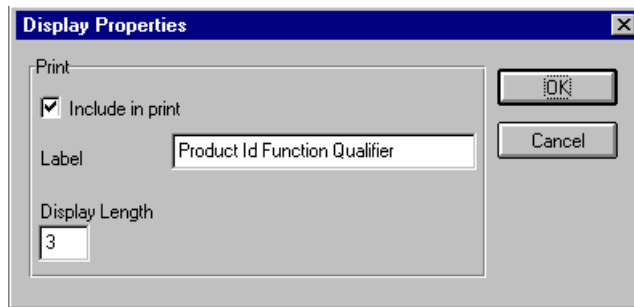 Display Properties
Print
Include in print
OK
Label
Product Id Function Qualifier
Cancel
Display Length
3